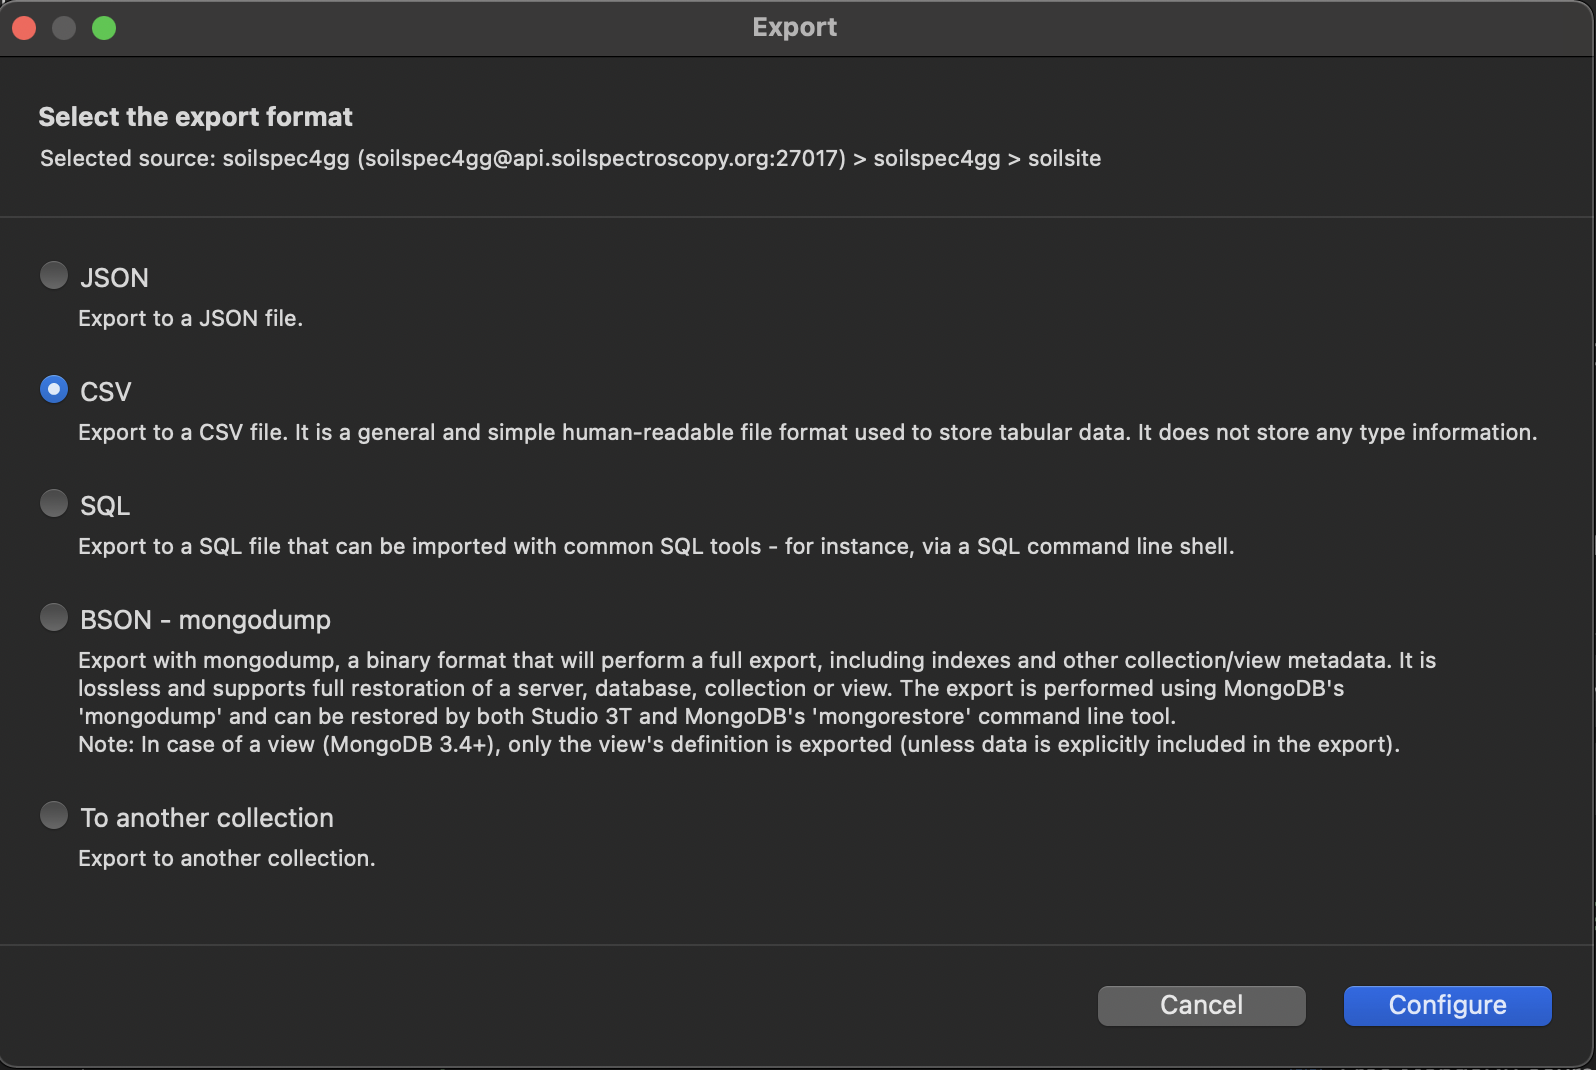 Export
Select the export format
Selected source: soilspec4gg (soilspec4gg@api.soilspectroscopy.org:27017) > soilspec4gg > soilsite
JSON
Export to a JSON file.
CSV
Export to a CSV file. It is a general and simple human-readable file format used to store tabular data. It does not store any type information.
SQL
Export to a SQL file that can be imported with common SQL tools - for instance, via a SQL command line shell.
BSON - mongodump
Export with mongodump, a binary format that will perform a full export, including indexes and other collection/view metadata. It is
lossless and supports full restoration of a server, database, collection or view. The export is performed using MongoDB's
'mongodump' and can be restored by both Studio 3T and MongoDB's 'mongorestore' command line tool.
Note: In case of a view (MongoDB 3.4+), only the view's definition is exported (unless data is explicitly included in the export).
To another collection
Export to another collection.
Cancel
Configure